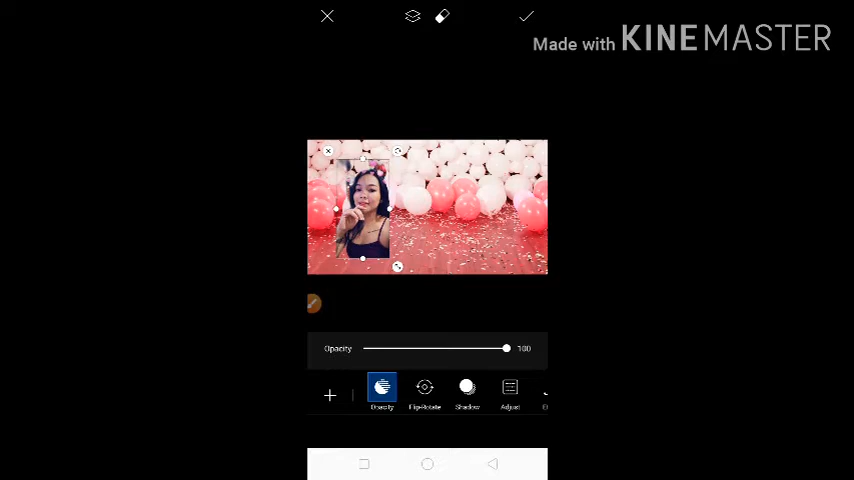 Made with KINEMASTER
Opacity 100
Opacity Flip-Rotate Shadow Adjust